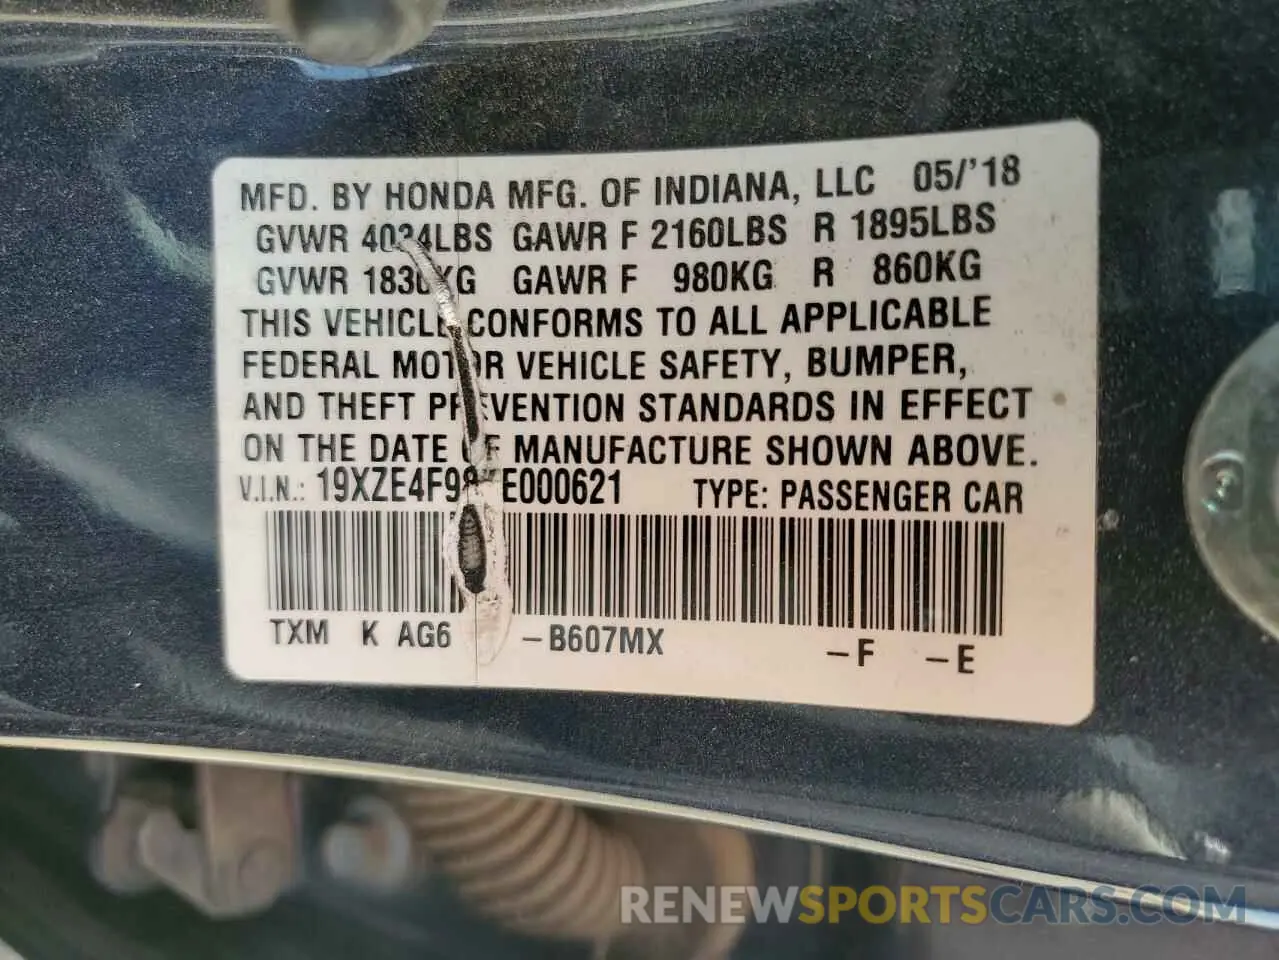 MFD. BY HONDA MFG. OF INDIANA, LLC 05/'18
GVWR 4034LBS GAWR F 2160LBS R 1895LBS
GVWR KG GAWR F 980KG R 860KG
THIS VEHICLE CONFORMS TO ALL APPLICABLE
FEDERAL MOTOR VEHICLE SAFETY, BUMPER,
AND THEFT PREVENTION STANDARDS IN EFFECT
ON THE DATE OF MANUFACTURE SHOWN ABOVE.
V.I.N.: TYPE: PASSENGER CAR
TXM K AG6 -B607MX -F -E
RENEWSPORTSCARS.COM